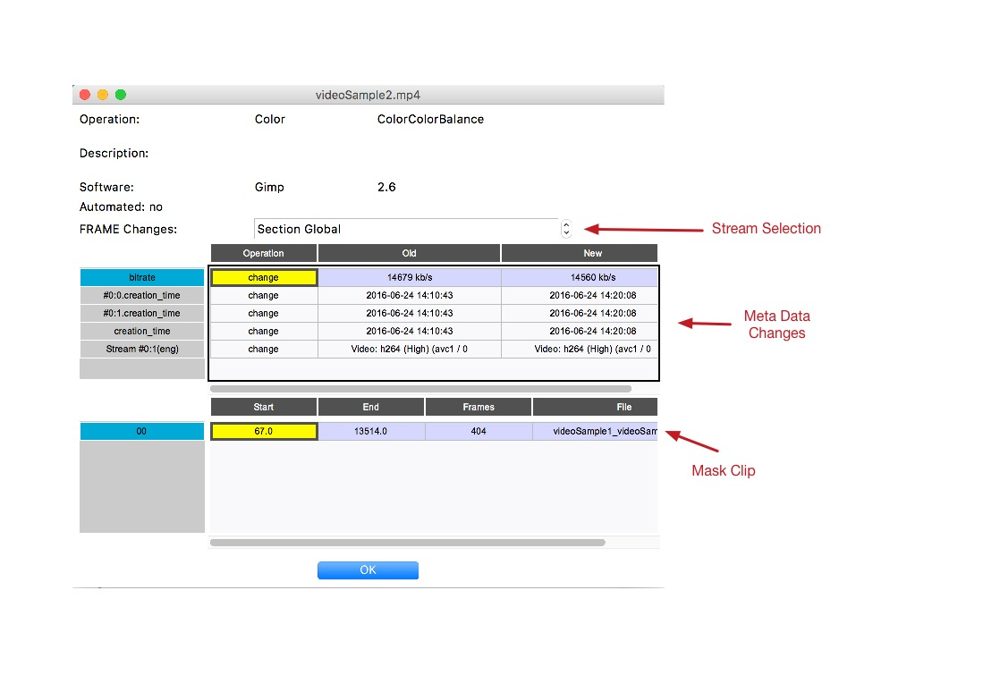 videoSample2.mp4
Operation: Color ColorColorBalance
Description:
Software: Gimp 2.6
Automated: no
FRAME Changes: Section Global
Stream Selection
Operation Old New
bitrate change 14679 kb/s 14560 kb/s
#0:0.creation_time change 2016-06-24 14:10:43 2016-06-24 14:20:08
#0:1.creation_time change 2016-06-24 14:10:43 2016-06-24 14:20:08
creation_time change 2016-06-24 14:10:43 2016-06-24 14:20:08
Stream #0:1(eng) change Video: h264 (High) (avc1 / 0 Video: h264 (High) (avc1 / 0
Meta Data
Changes
Start End Frames File
00 67.0 13514.0 404 videoSample1_videoSam
Mask Clip
OK